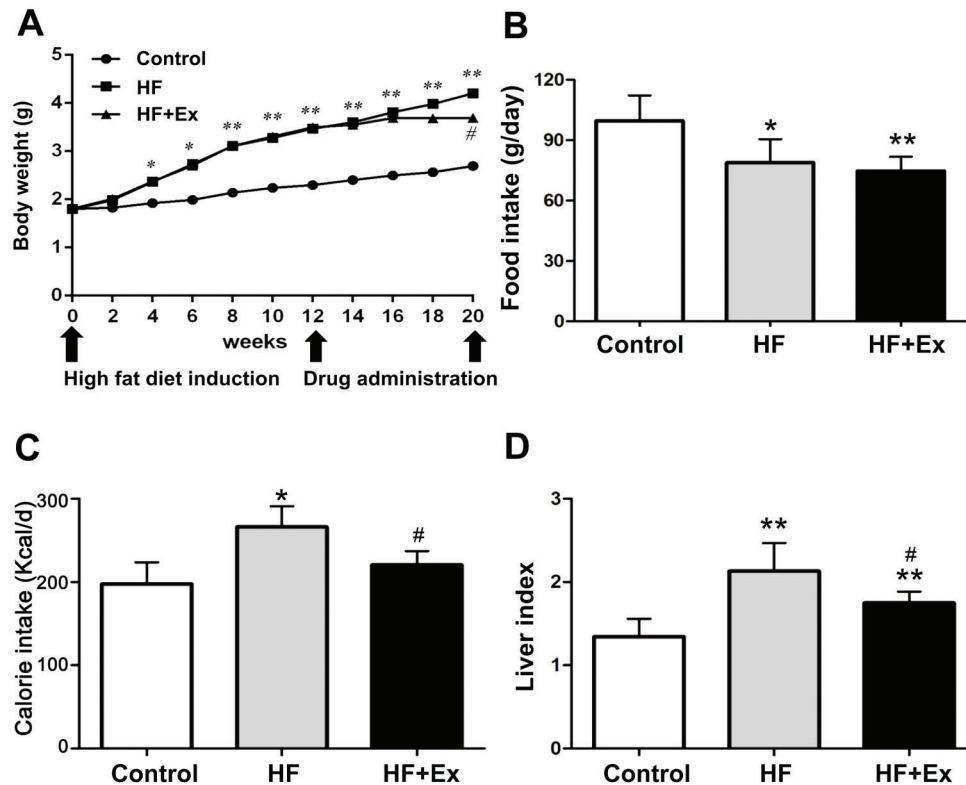 A
Body weight (g)
5
4
3
2
1
0
Control
HF
HF+Ex
* * ** ** ** ** ** ** **
#
0 2 4 6 8 10 12 14 16 18 20
weeks
High fat diet induction Drug administration
B
Food intake (g/day)
120
90
60
30
0
* **
Control HF HF+Ex
C
Calorie intake (Kcal/d)
300
200
100
0
* #
Control HF HF+Ex
D
Liver index
3
2
1
0
** #
**
Control HF HF+Ex